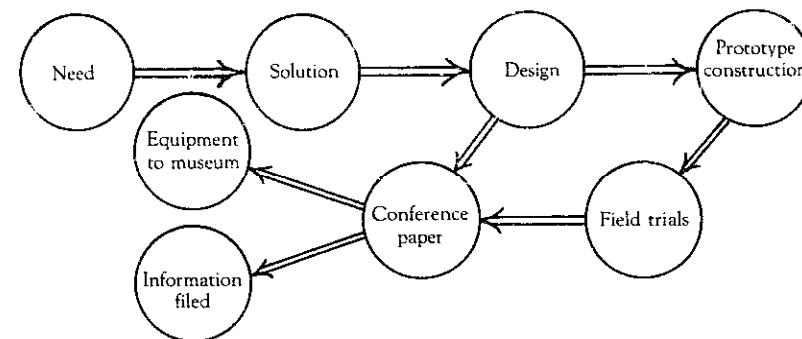 Need
Solution
Design
Prototype
construction
Equipment
to museum
Conference
paper
Field trials
Information
filed